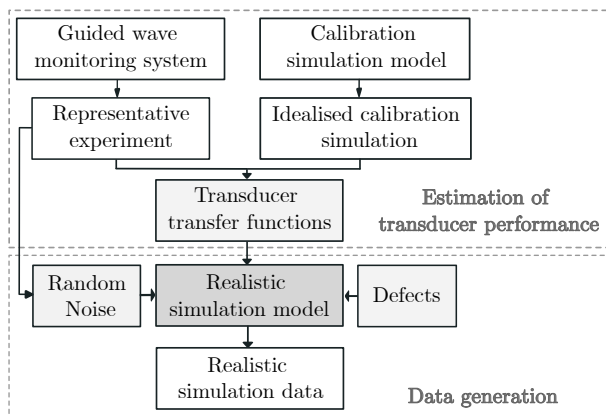 Guided wave
monitoring system
Calibration
simulation model
Representative
experiment
Idealised calibration
simulation
Transducer
transfer functions
Estimation of
transducer performance
Random
Noise
Realistic
simulation model
Defects
Realistic
simulation data
Data generation